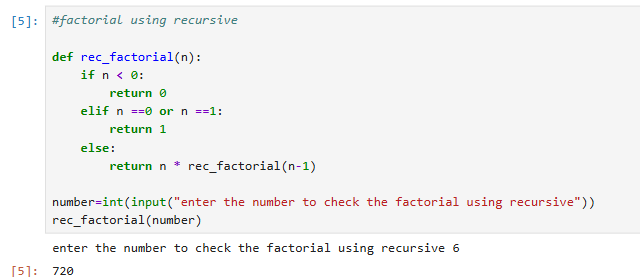 [5]: #factorial using recursive
def rec_factorial(n):
    if n < 0:
        return 0
    elif n ==0 or n ==1:
        return 1
    else:
        return n * rec_factorial(n-1)
number=int(input("enter the number to check the factorial using recursive"))
rec_factorial(number)
enter the number to check the factorial using recursive 6
[5]: 720